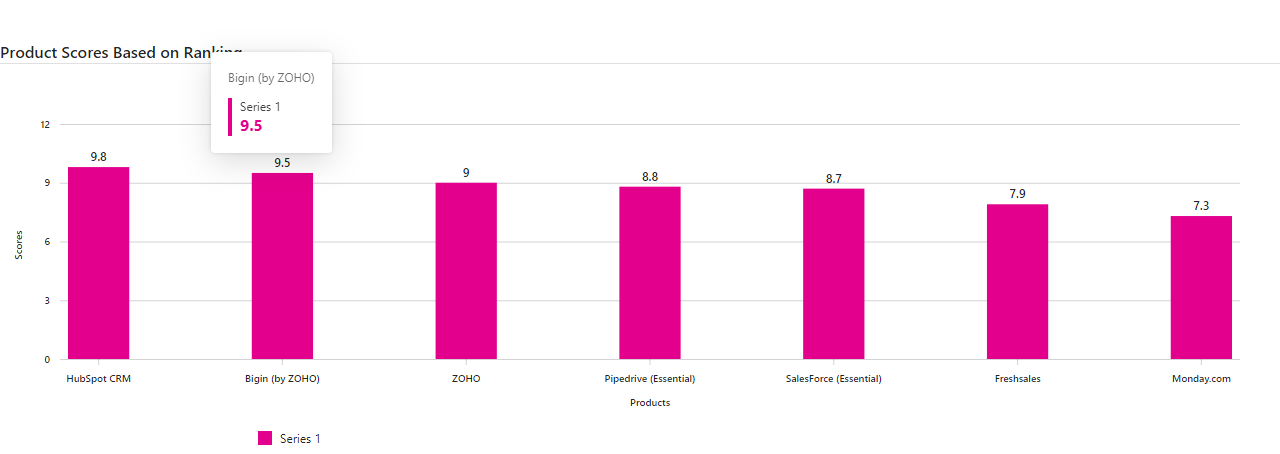 Product Scores Based on Ranking
Bigin (by ZOHO)
Series 1
9.5
12
9
6
3
0
Scores
9.8
9.5
9
8.8
8.7
7.9
7.3
HubSpot CRM
Bigin (by ZOHO)
ZOHO
Pipedrive (Essential)
SalesForce (Essential)
Freshsales
Monday.com
Products
Series 1